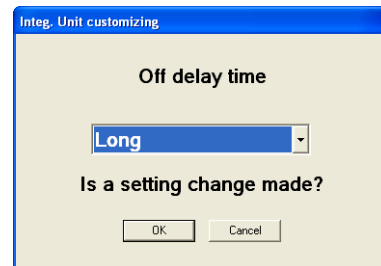 Integ. Unit customizing
Off delay time
Long
Is a setting change made?
OK Cancel